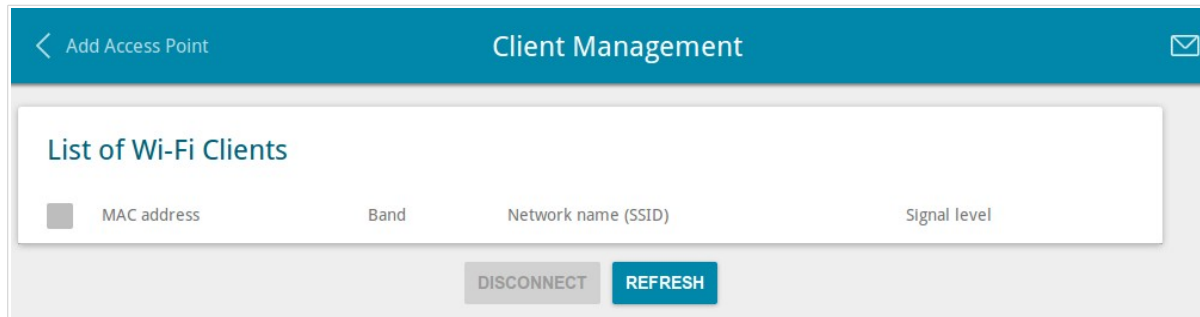 Add Access Point
Client Management
List of Wi-Fi Clients
MAC address Band Network name (SSID) Signal level
DISCONNECT REFRESH